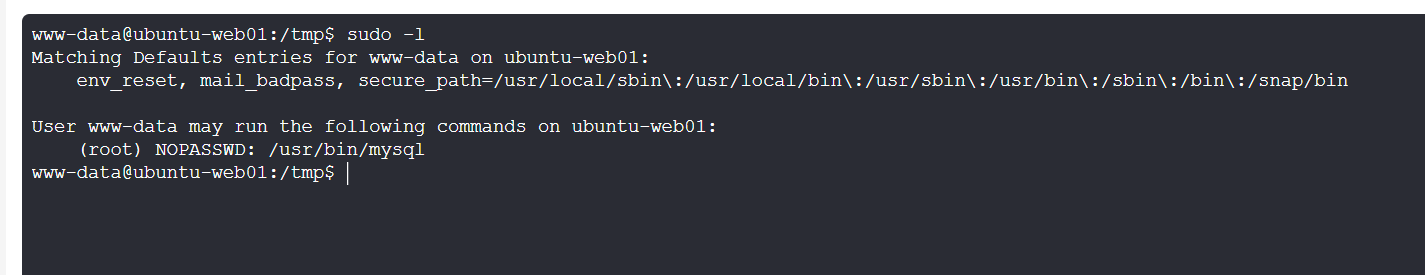 www-data@ubuntu-web01:/tmp$ sudo -l
Matching Defaults entries for www-data on ubuntu-web01:
    env_reset, mail_badpass, secure_path=/usr/local/sbin\:/usr/local/bin\:/usr/sbin\:/usr/bin\:/sbin\:/bin\:/snap/bin

User www-data may run the following commands on ubuntu-web01:
    (root) NOPASSWD: /usr/bin/mysql
www-data@ubuntu-web01:/tmp$